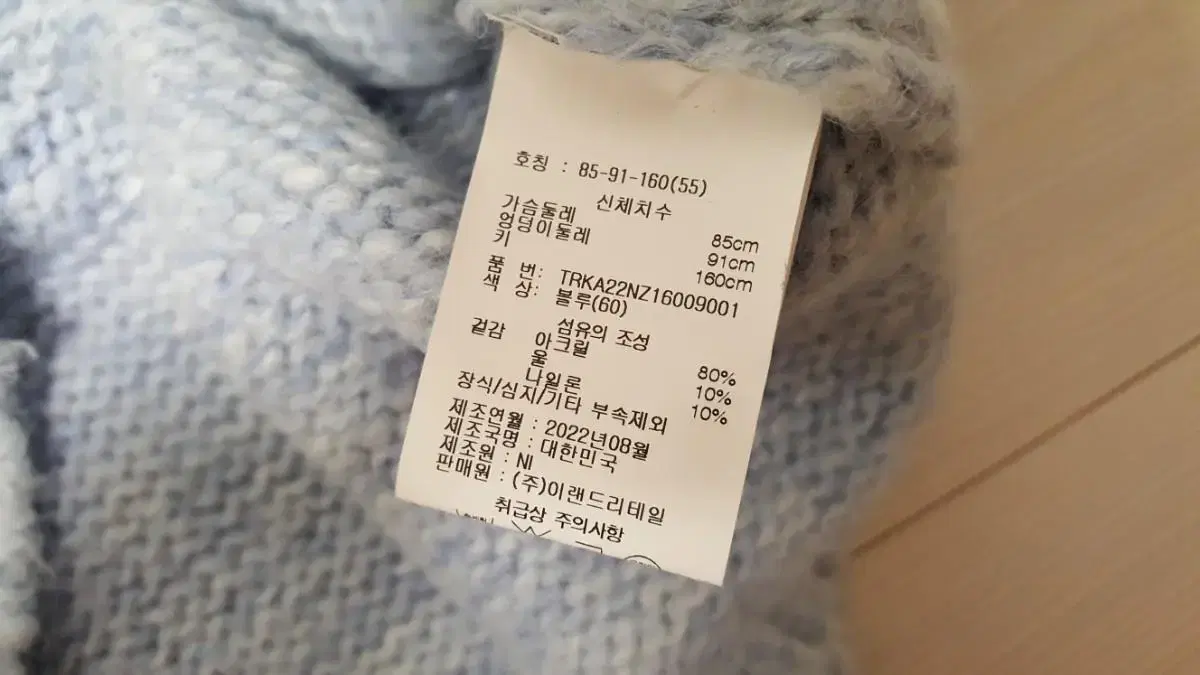 호칭 : 85-91-160(55)
신체치수
가슴둘레 85cm
엉덩이둘레 91cm
키 160cm
품 번: TRKA22NZ16009001
색 상: 볼루(60)
섬유의 조성
겉감 아크릴 80%
울 10%
나일론 10%
장식/심지/기타 부속제외
제조연월 : 2022년08월
제조국명 : 대한민국
제조원 : NI
판매원 : (주)이랜드리테일
취급상 주의사항